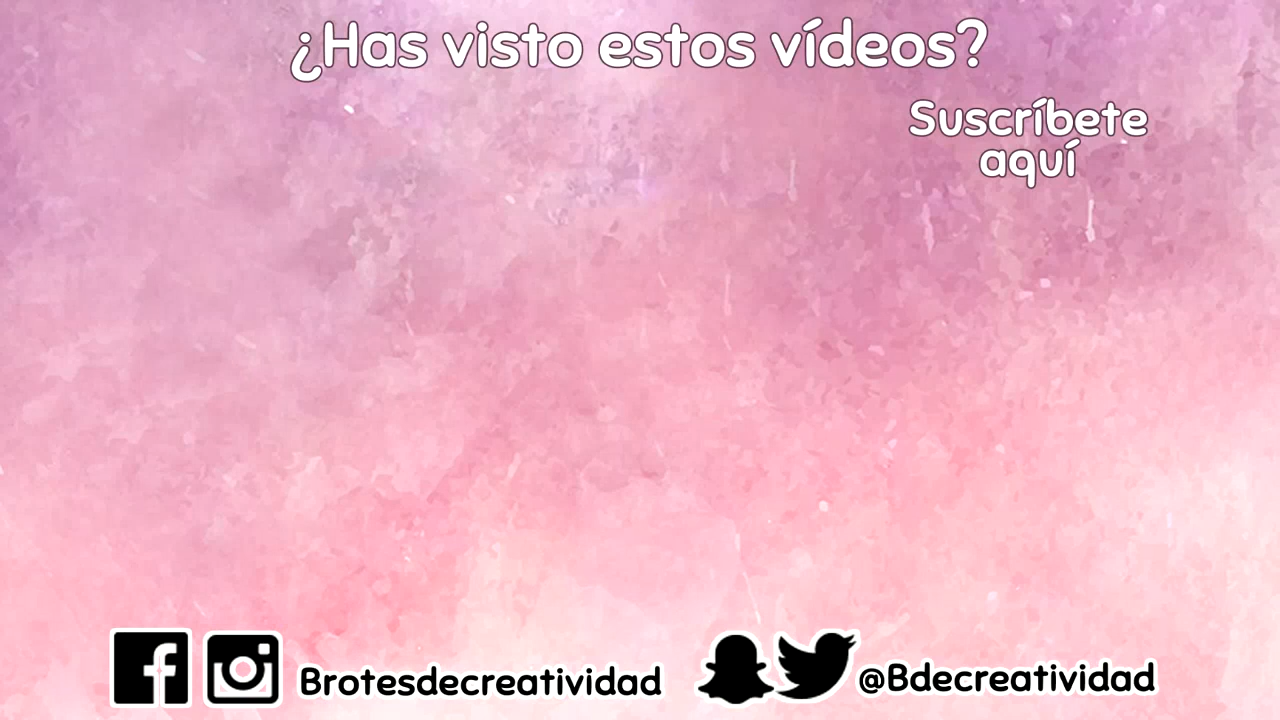 ¿Has visto estos vídeos?
Suscríbete
aquí
Brotesdecreatividad
@Bdecreatividad